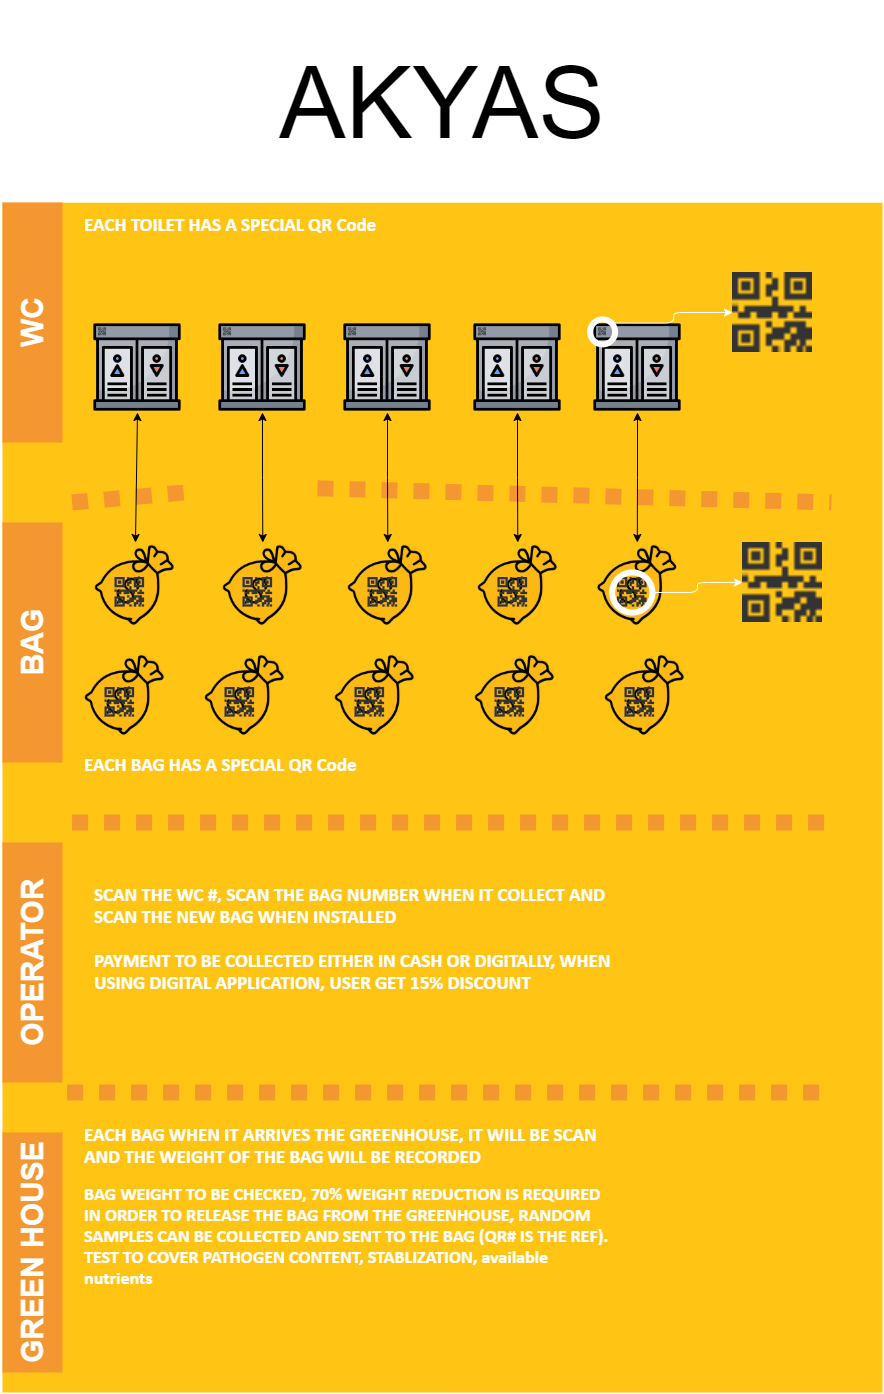 AKYAS
WC
EACH TOILET HAS A SPECIAL QR Code
BAG
EACH BAG HAS A SPECIAL QR Code
OPERATOR
SCAN THE WC #, SCAN THE BAG NUMBER WHEN IT COLLECT AND
SCAN THE NEW BAG WHEN INSTALLED
PAYMENT TO BE COLLECTED EITHER IN CASH OR DIGITALLY, WHEN
USING DIGITAL APPLICATION, USER GET 15% DISCOUNT
GREEN HOUSE
EACH BAG WHEN IT ARRIVES THE GREENHOUSE, IT WILL BE SCAN
AND THE WEIGHT OF THE BAG WILL BE RECORDED
BAG WEIGHT TO BE CHECKED, 70% WEIGHT REDUCTION IS REQUIRED
IN ORDER TO RELEASE THE BAG FROM THE GREENHOUSE, RANDOM
SAMPLES CAN BE COLLECTED AND SENT TO THE BAG (QR# IS THE REF).
TEST TO COVER PATHOGEN CONTENT, STABLIZATION, available
nutrients